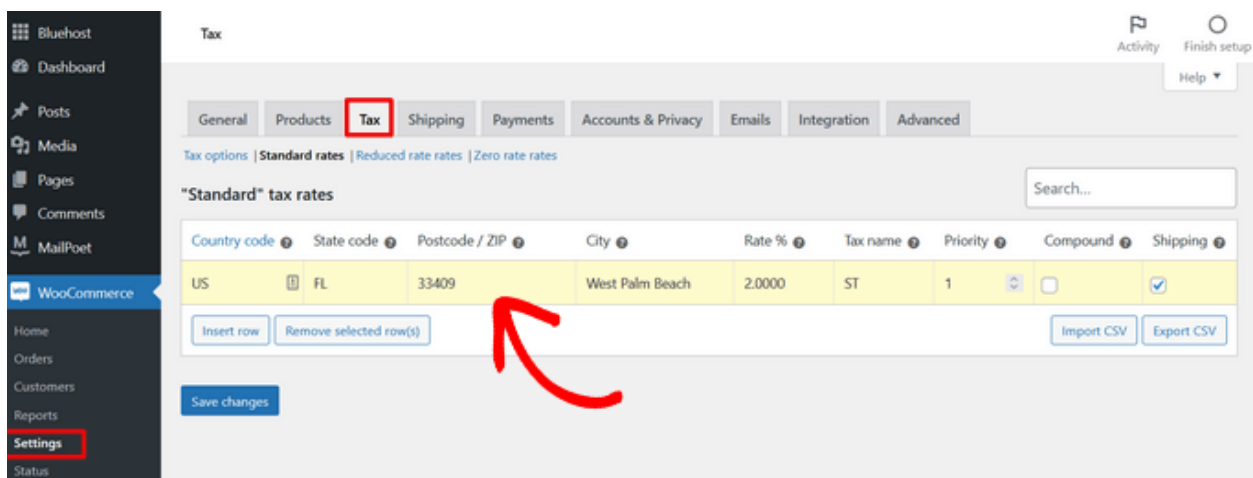 Bluehost
Dashboard
Posts
Media
Pages
Comments
MailPoet
WooCommerce
Home
Orders
Customers
Reports
Settings
Status
Tax
Activity
Finish setup
Help
General Products Tax Shipping Payments Accounts & Privacy Emails Integration Advanced
Tax options | Standard rates | Reduced rate rates | Zero rate rates
"Standard" tax rates
Search...
Country code State code Postcode / ZIP City Rate % Tax name Priority Compound Shipping
US FL 33409 West Palm Beach 2.0000 ST 1
Insert row Remove selected row(s) Import CSV Export CSV
Save changes